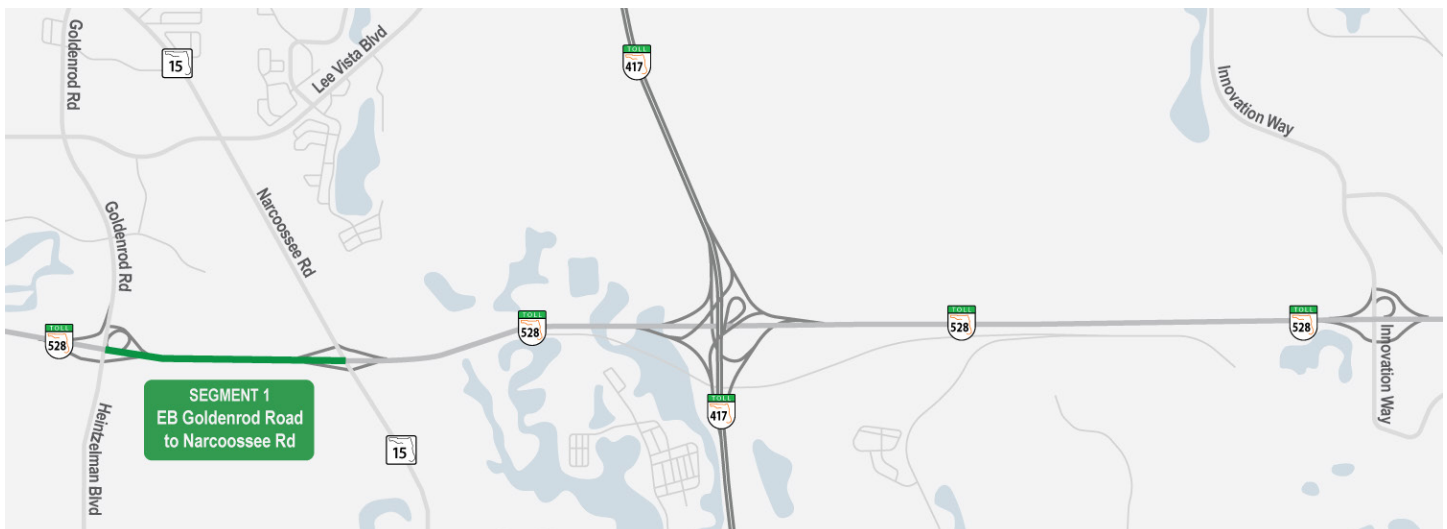 Goldenrod Rd
15
Lee Vista Blvd
TOLL
417
Innovation Way
Goldenrod Rd
Narcoossee Rd
TOLL
528
TOLL
528
TOLL
528
TOLL
528
Innovation Way
SEGMENT 1
EB Goldenrod Road
to Narcoossee Rd
Heintzelman Blvd
TOLL
417
15